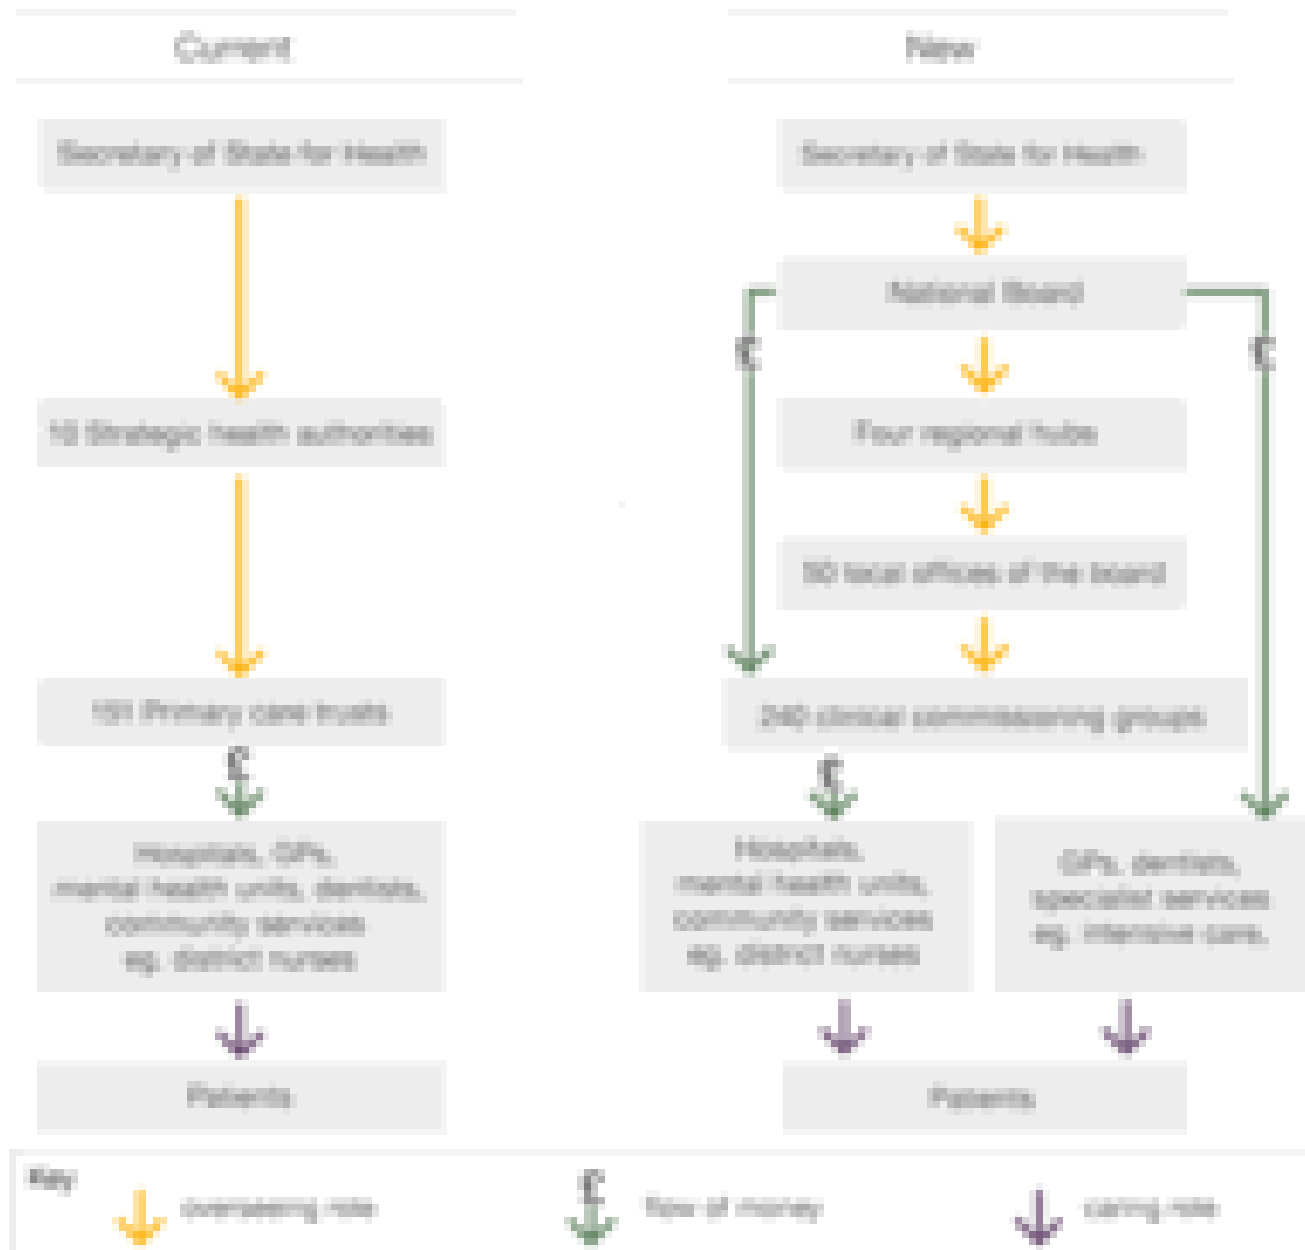 Current
Secretary of State for Health
10 Strategic health authorities
151 Primary care trusts
£
Hospitals, GPs,
mental health units, dentists,
community services
eg. district nurses
Patients
New
Secretary of State for Health
National Board
£
£
Four regional hubs
50 local offices of the board
240 clinical commissioning groups
£
Hospitals,
mental health units,
community services
eg. district nurses
GPs, dentists,
specialist services
eg. intensive care.
Patients
Key
overseeing role
£
flow of money
caring role